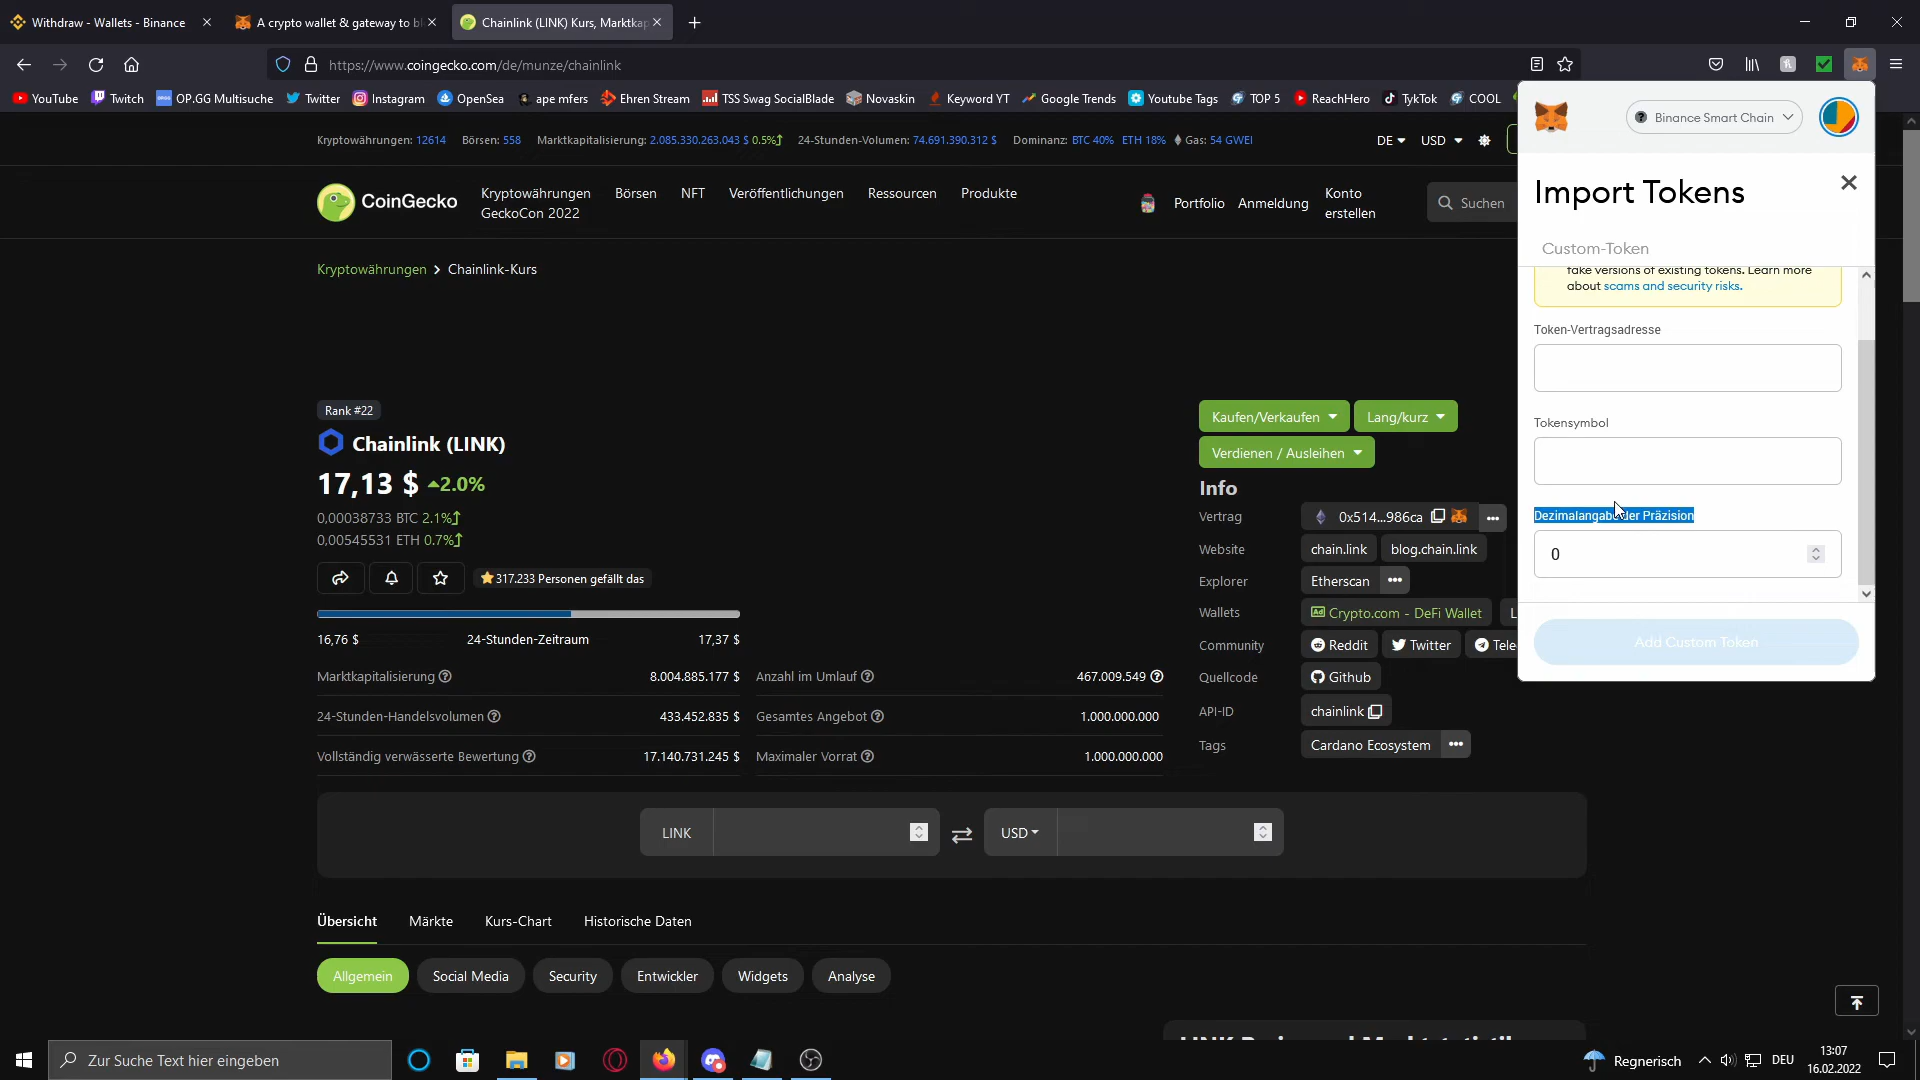 Withdraw - Wallets - Binance
A crypto wallet & gateway to bl
Chainlink (LINK) Kurs, Marktkap
https://www.coingecko.com/de/munze/chainlink
YouTube
Twitch
OP.GG Multisuche
Twitter
Instagram
OpenSea
ape mfers
Ehren Stream
TSS Swag SocialBlade
Novaskin
Keyword YT
Google Trends
Youtube Tags
TOP 5
ReachHero
TykTok
COOL
Kryptowährungen: 12614
Börsen: 558
Marktkapitalisierung: 2.085.330.263.043 $ 0.5%
24-Stunden-Volumen: 74.691.390.312 $
Dominanz: BTC 40% ETH 18%
Gas: 54 GWEI
DE
USD
CoinGecko
Kryptowährungen
Börsen
NFT
Veröffentlichungen
Ressourcen
Produkte
GeckoCon 2022
Portfolio
Anmeldung
Konto
erstellen
Suchen
Kryptowährungen
Chainlink-Kurs
Rank #22
Chainlink (LINK)
17,13 $ 2.0%
0,00038733 BTC 2.1%
0,00545531 ETH 0.7%
317.233 Personen gefällt das
16,76 $
24-Stunden-Zeitraum
17,37 $
Marktkapitalisierung
8.004.885.177 $
Anzahl im Umlauf
467.009.549
24-Stunden-Handelsvolumen
433.452.835 $
Gesamtes Angebot
1.000.000.000
Vollständig verwässerte Bewertung
17.140.731.245 $
Maximaler Vorrat
1.000.000.000
Kaufen/Verkaufen
Lang/kurz
Verdienen / Ausleihen
Info
Vertrag
0x514...986ca
Website
chain.link
blog.chain.link
Explorer
Etherscan
Wallets
Ad Crypto.com - DeFi Wallet
L
Community
Reddit
Twitter
Tele
Quellcode
Github
API-ID
chainlink
Tags
Cardano Ecosystem
LINK
USD
Übersicht
Märkte
Kurs-Chart
Historische Daten
Allgemein
Social Media
Security
Entwickler
Widgets
Analyse
Binance Smart Chain
Import Tokens
Custom-Token
fake versions of existing tokens. Learn more
about scams and security risks.
Token-Vertragsadresse
Tokensymbol
Dezimalangabe der Präzision
0
Add Custom Token
Zur Suche Text hier eingeben
Regnerisch
DEU
13:07
16.02.2022